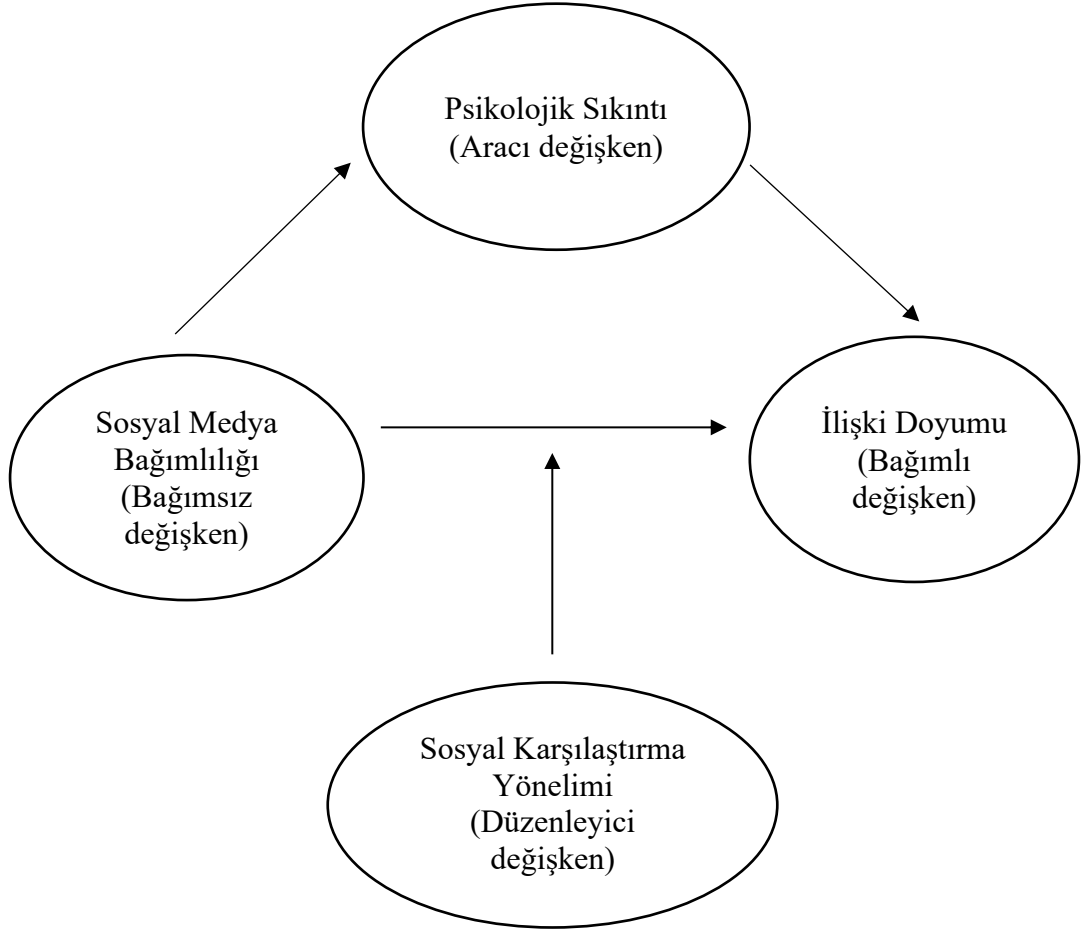 Psikolojik Sıkıntı
(Aracı değişken)
Sosyal Medya
Bağımlılığı
(Bağımsız
değişken)
İlişki Doyumu
(Bağımlı
değişken)
Sosyal Karşılaştırma
Yönelimi
(Düzenleyici
değişken)